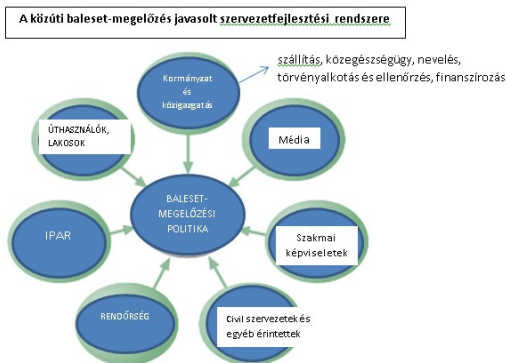 A közúti baleset-megelőzés javasolt szervezetfejlesztési rendszere
szállítás, közegészségügy, nevelés,
törvényalkotás és ellenőrzés, finanszírozás
Kormányzat
és
közigazgatás
ÚTHASZNÁLÓK,
LAKOSOK
Média
BALESET-
MEGELŐZÉSI
POLITIKA
IPAR
Szakmai
képviseletek
RENDŐRSÉG
Civil szervezetek és
egyéb érintettek